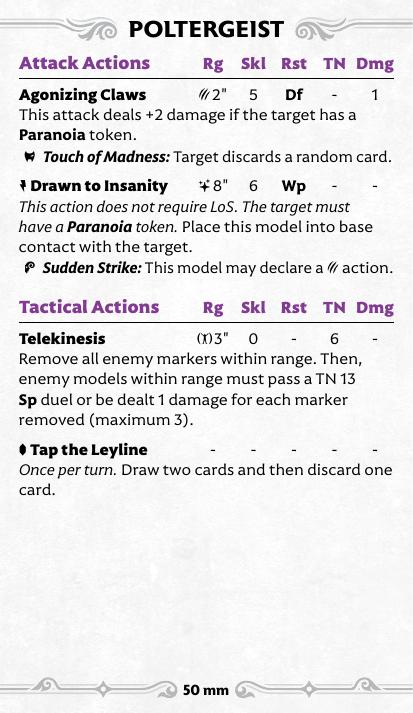 POLTERGEIST
Attack Actions Rg Skl Rst TN Dmg
Agonizing Claws 2" 5 Df - 1
This attack deals +2 damage if the target has a
Paranoia token.
Touch of Madness: Target discards a random card.
Drawn to Insanity 8" 6 Wp - -
This action does not require LoS. The target must
have a Paranoia token. Place this model into base
contact with the target.
Sudden Strike: This model may declare a action.
Tactical Actions Rg Skl Rst TN Dmg
Telekinesis 3" 0 - 6 -
Remove all enemy markers within range. Then,
enemy models within range must pass a TN 13
Sp duel or be dealt 1 damage for each marker
removed (maximum 3).
Tap the Leyline - - - - -
Once per turn. Draw two cards and then discard one
card.
50 mm